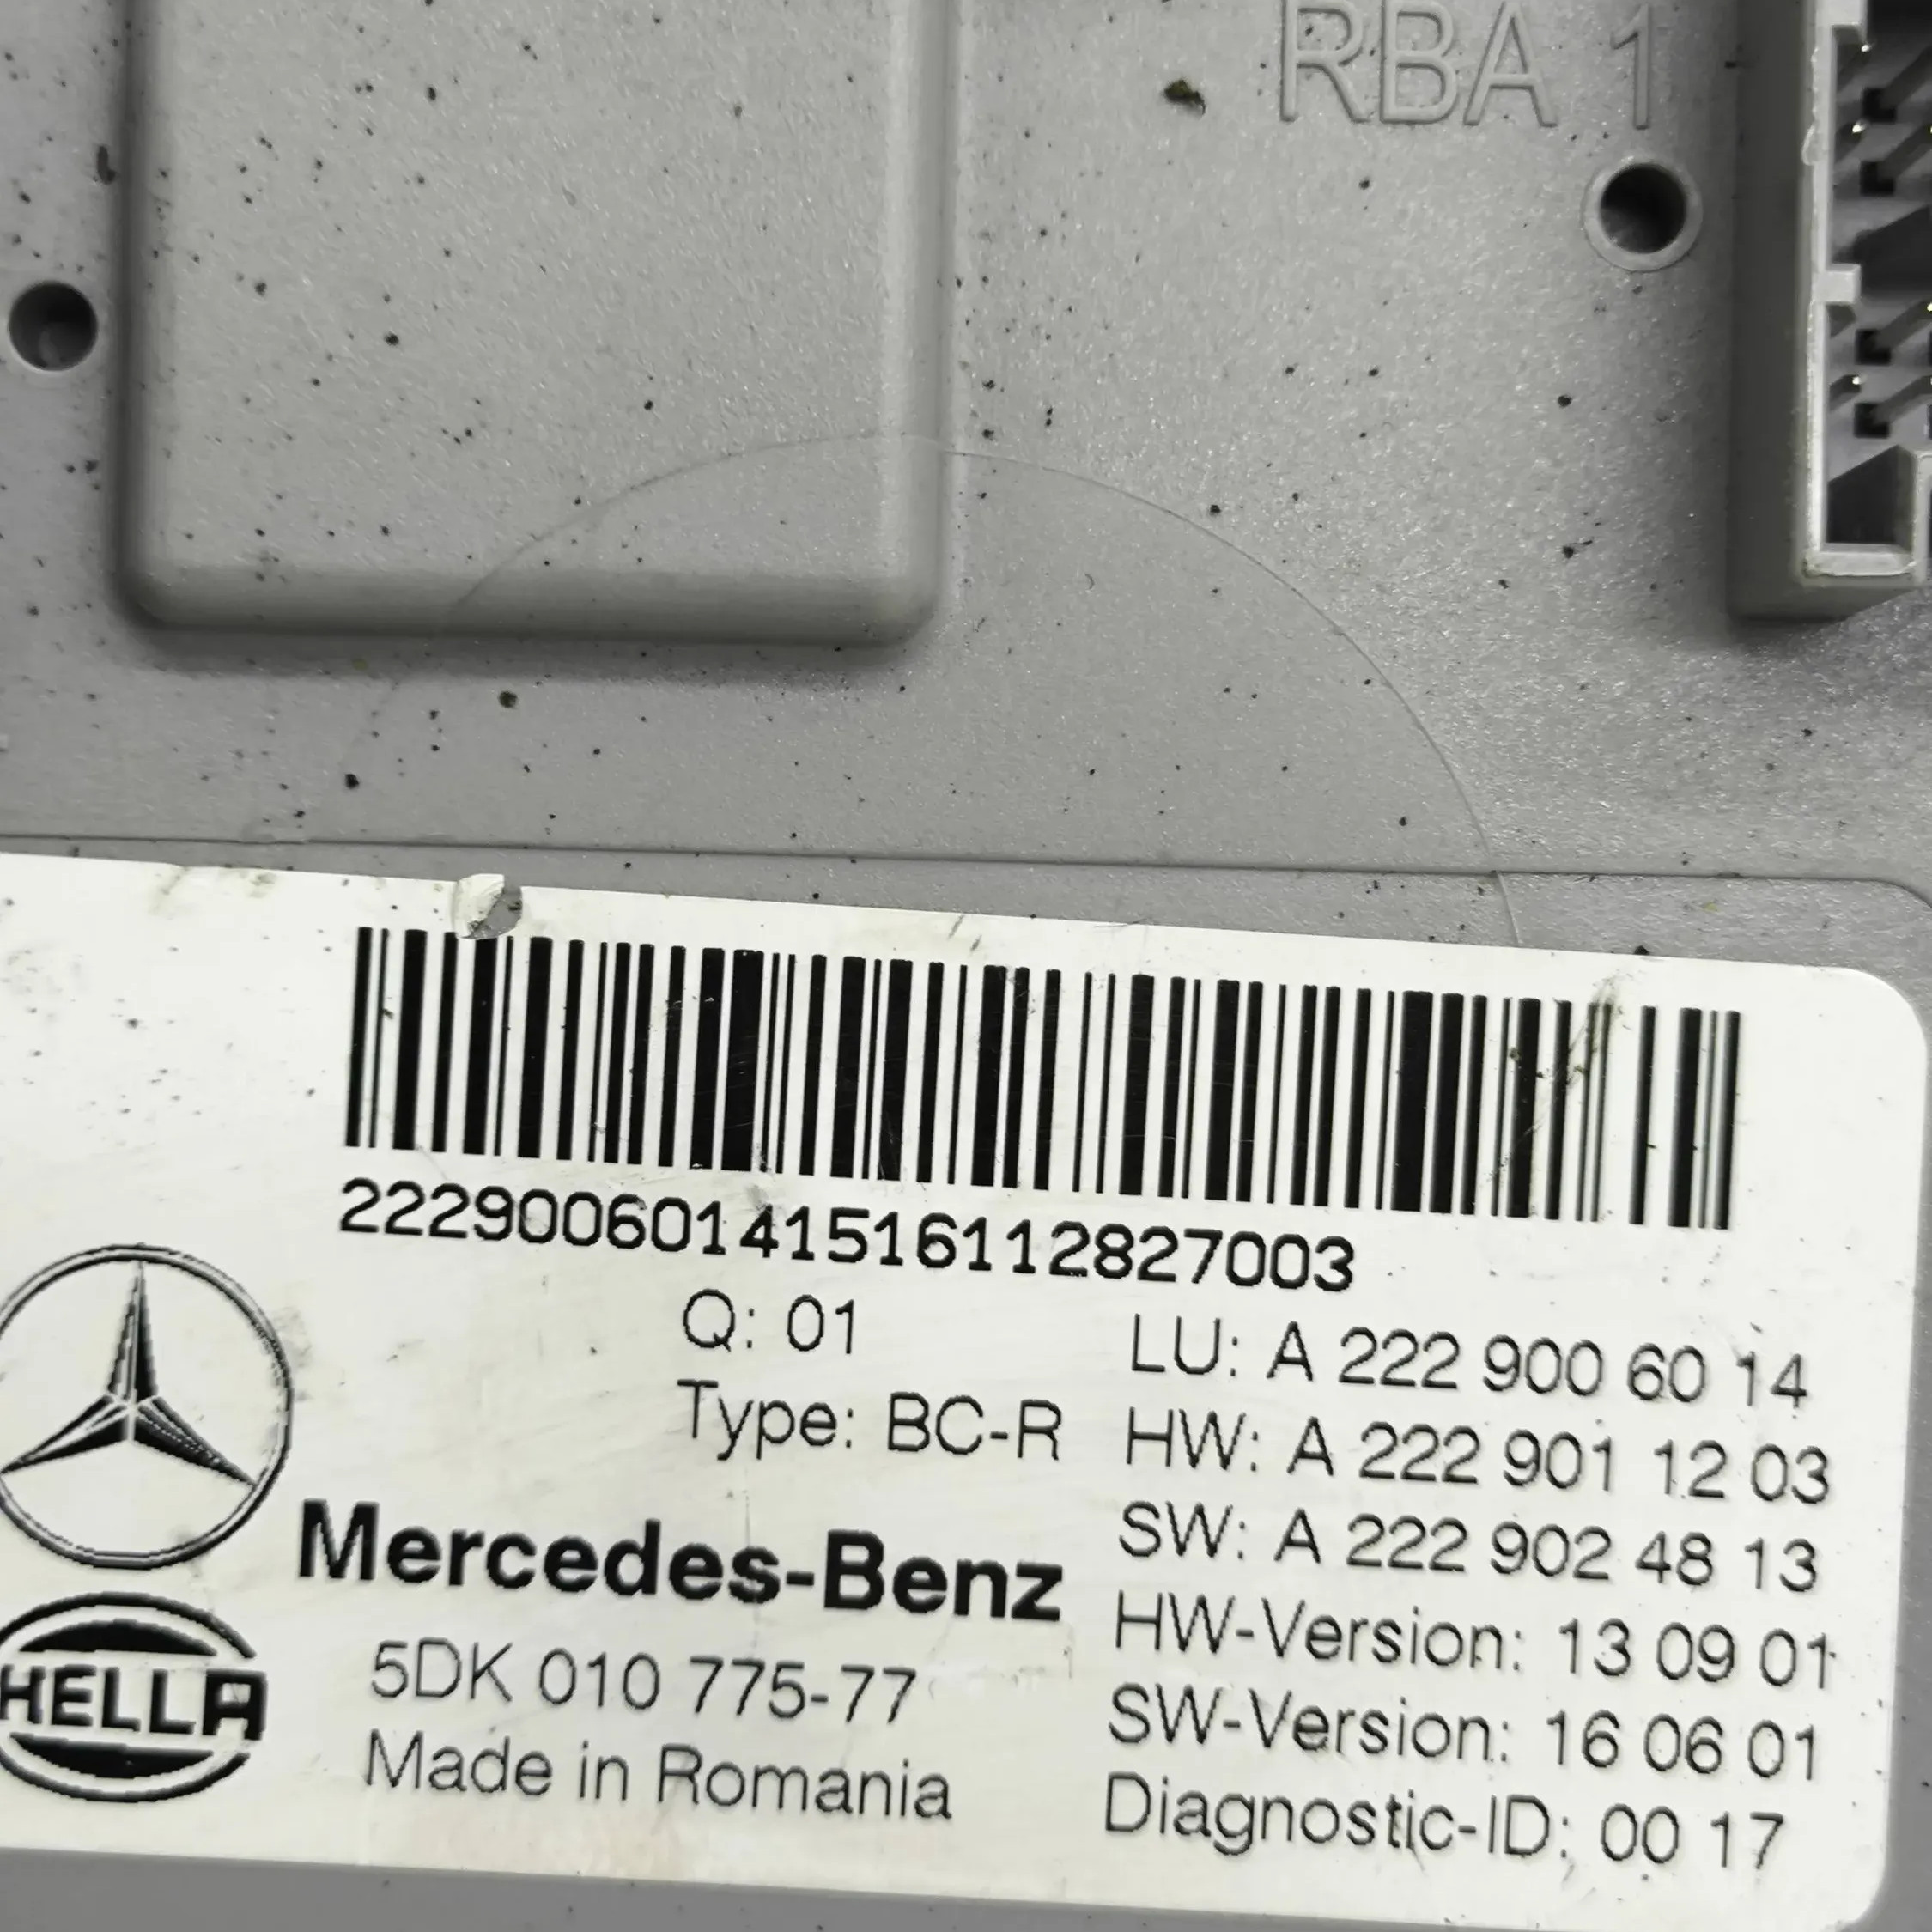 RBA 1
22290060141516112827003
Q: 01
Type: BC-R
LU: A 222 900 60 14
HW: A 222 901 12 03
SW: A 222 902 48 13
HW-Version: 13 09 01
SW-Version: 16 06 01
Diagnostic-ID: 00 17
Mercedes-Benz
HELLA
5DK 010 775-77
Made in Romania